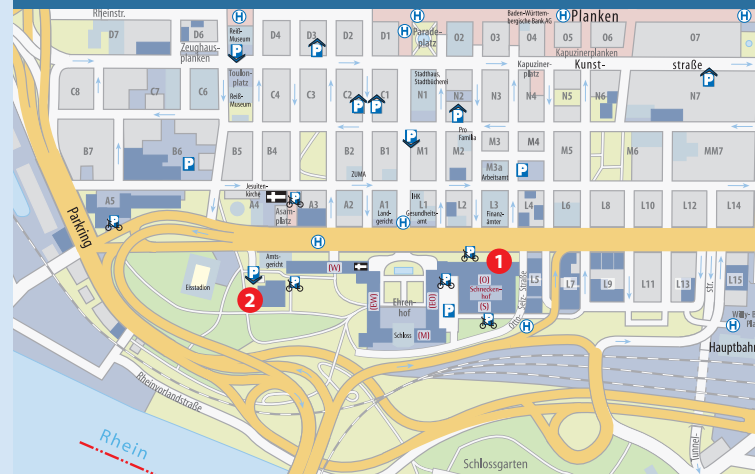 Rheinstr.
H
H
Baden-Württem-
bergische Bank AG
H
Planken
H
D7
D6
Reiß-
Museum
P
D4
D3
P
D2
D1
H
Parade-
platz
O2
O3
O4
O5
O6
O7
Zeughaus-
planken
Kapuzinerplanken
Toulon-
platz
Stadthaus,
Stadtbücherei
Kapuziner-
platz
Kunst-
straße
P
C8
C7
C6
Reiß-
Museum
C4
C3
C2
P
P
C1
N1
N2
P
N3
N4
N5
N6
N7
Pro
Familia
B7
B6
P
B5
B4
B2
B1
P
M1
M2
M3
M4
M5
M6
MM7
ZUMA
M3a
Arbeitsamt
P
Jesuiten-
kirche
A5
P
A4
Asam-
platz
P
A3
A2
A1
Land-
gericht
IHK
L1
Gesundheits-
amt
H
L2
L3
Finanz-
ämter
L4
L6
L8
L10
L12
L14
Parkring
H
Amts-
gericht
(W)
P
1
Eisstadion
P
2
P
(EW)
Ehren-
hof
(EO)
P
P
(O)
Schnecken-
hof
(S)
P
L5
L7
L9
L11
L13
str.
L15
Schloss
(M)
Otto-Selz-Straße
H
H
Hauptbahn
Rheinvorlandstraße
Rhein
Schlossgarten
Tunnel-